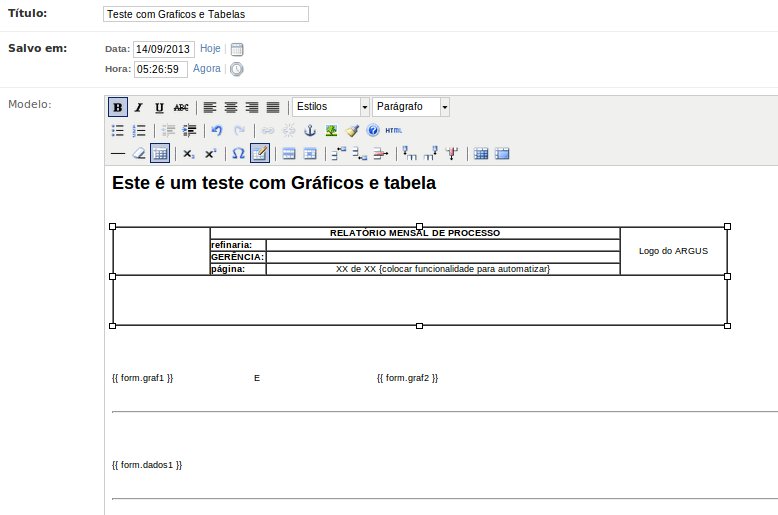 Título: Teste com Graficos e Tabelas
Salvo em: Data: 14/09/2013 Hoje
Hora: 05:26:59 Agora
Modelo:
B I U ABC Estilos Parágrafo
HTML
Este é um teste com Gráficos e tabela
RELATÓRIO MENSAL DE PROCESSO
refinaria:
Logo do ARGUS
GERÊNCIA:
página: XX de XX {colocar funcionalidade para automatizar}
{{ form.graf1 }} E {{ form.graf2 }}
{{ form.dados1 }}